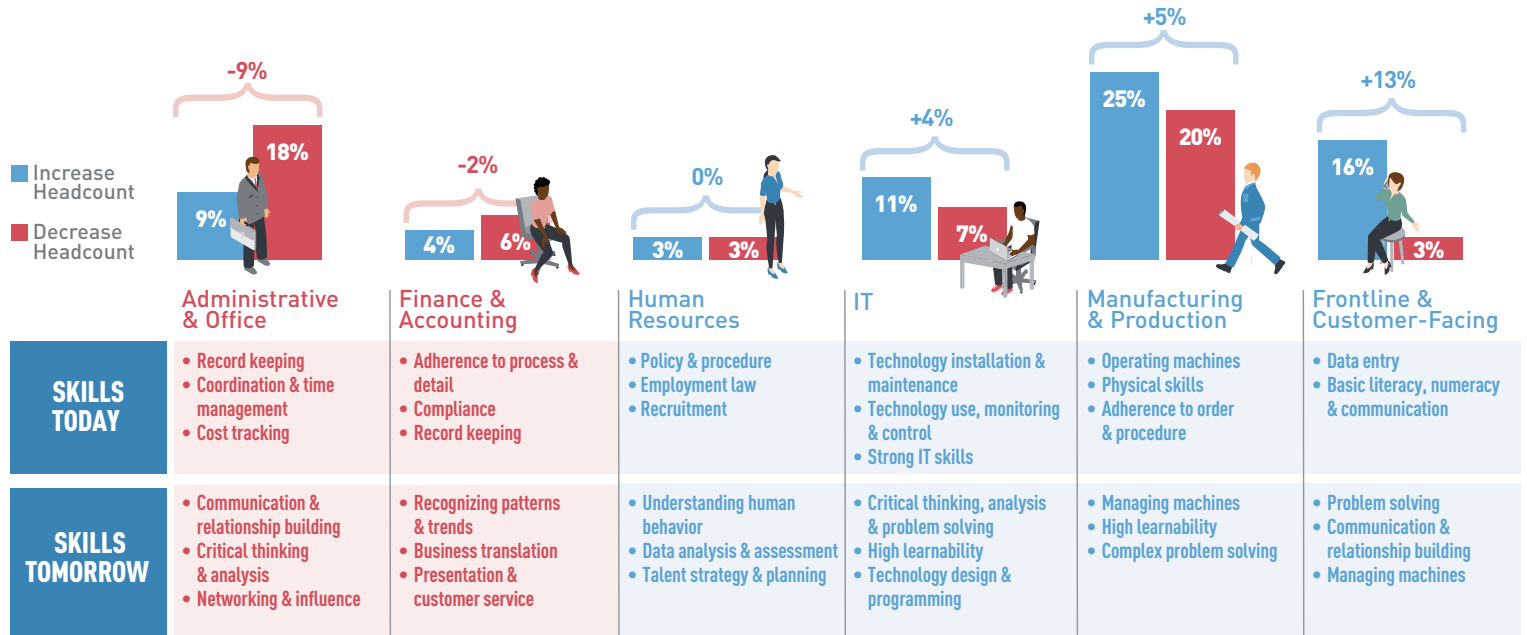 +5%
-9%
+13%
25%
+4%
20%
18%
-2%
0%
16%
Increase
Headcount
11%
9%
Decrease
Headcount
4%
6%
3%
3%
7%
3%
Administrative
& Office
Finance &
Accounting
Human
Resources
IT
Manufacturing
& Production
Frontline &
Customer-Facing
SKILLS
TODAY
• Record keeping
• Coordination & time
management
• Cost tracking
• Adherence to process &
detail
• Compliance
• Record keeping
• Policy & procedure
• Employment law
• Recruitment
• Technology installation &
maintenance
• Technology use, monitoring
& control
• Strong IT skills
• Operating machines
• Physical skills
• Adherence to order
& procedure
• Data entry
• Basic literacy, numeracy
& communication
SKILLS
TOMORROW
• Communication &
relationship building
• Critical thinking
& analysis
• Networking & influence
• Recognizing patterns
& trends
• Business translation
• Presentation &
customer service
• Understanding human
behavior
• Data analysis & assessment
• Talent strategy & planning
• Critical thinking, analysis
& problem solving
• High learnability
• Technology design &
programming
• Managing machines
• High learnability
• Complex problem solving
• Problem solving
• Communication &
relationship building
• Managing machines